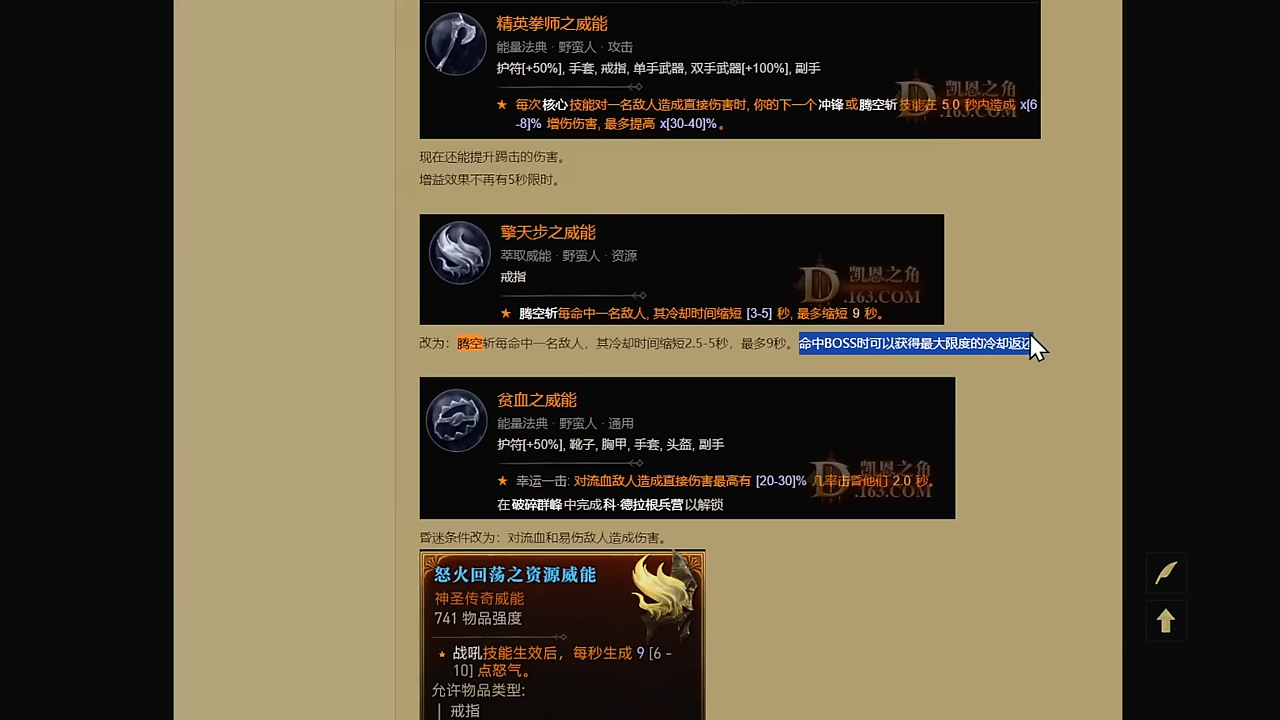 精英拳师之威能
能量法典 · 野蛮人 · 攻击
护符[+50%], 手套, 戒指, 单手武器, 双手武器[+100%], 副手
每次核心技能对一名敌人造成直接伤害时, 你的下一个冲锋或腾空斩技能在 5.0 秒内造成 x[6
-8]% 增伤伤害, 最多提高 x[30-40]% 。
凯恩之角
D.163.COM
现在还能提升踢击的伤害。
增益效果不再有5秒限时。
擎天步之威能
萃取威能 · 野蛮人 · 资源
戒指
腾空斩每命中一名敌人, 其冷却时间缩短 [3-5] 秒, 最多缩短 9 秒。
凯恩之角
D.163.COM
改为：腾空斩每命中一名敌人，其冷却时间缩短2.5-5秒，最多9秒。命中BOSS时可以获得最大限度的冷却返还
贫血之威能
能量法典 · 野蛮人 · 通用
护符[+50%], 靴子, 胸甲, 手套, 头盔, 副手
幸运一击: 对流血敌人造成直接伤害最高有 [20-30]% 几率击昏他们 2.0 秒。
在破碎群峰中完成科·德拉根兵营以解锁
凯恩之角
D.163.COM
昏迷条件改为：对流血和易伤敌人造成伤害。
怒火回荡之资源威能
神圣传奇威能
741 物品强度
战吼技能生效后，每秒生成 9 [6 -
10] 点怒气。
允许物品类型:
戒指